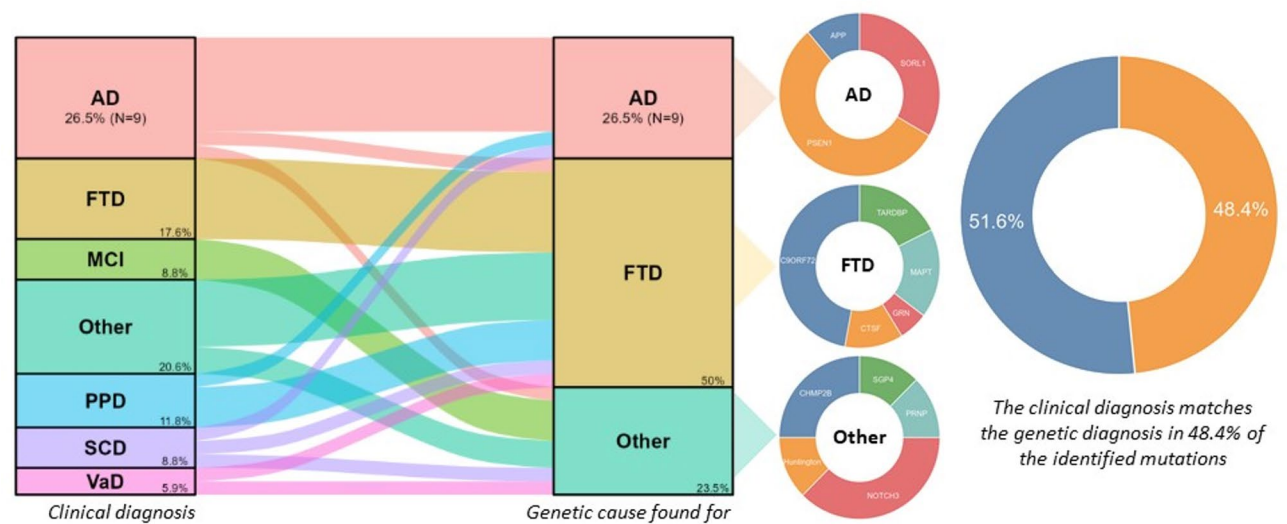 AD
26.5% (N=9)
FTD
17.6%
MCI
8.8%
Other
20.6%
PPD
11.8%
SCD
8.8%
VaD
5.9%
Clinical diagnosis
AD
26.5% (N=9)
FTD
50%
Other
23.5%
Genetic cause found for
APP
SORL1
AD
PSEN1
TARDBP
C9ORF72
FTD
MAPT
GRN
CTSF
CHMP2B
SGP4
PRNP
Other
Huntington
NOTCH3
51.6%
48.4%
The clinical diagnosis matches
the genetic diagnosis in 48.4% of
the identified mutations